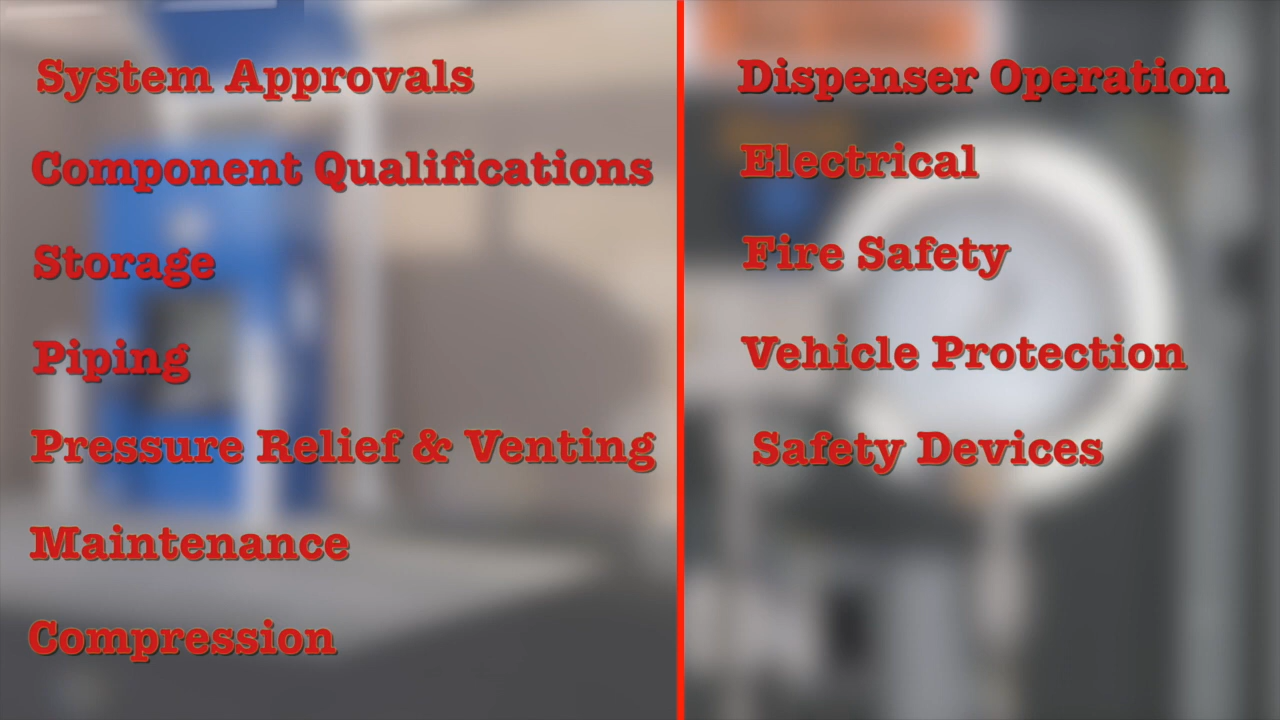 System Approvals
Component Qualifications
Storage
Piping
Pressure Relief & Venting
Maintenance
Compression
Dispenser Operation
Electrical
Fire Safety
Vehicle Protection
Safety Devices